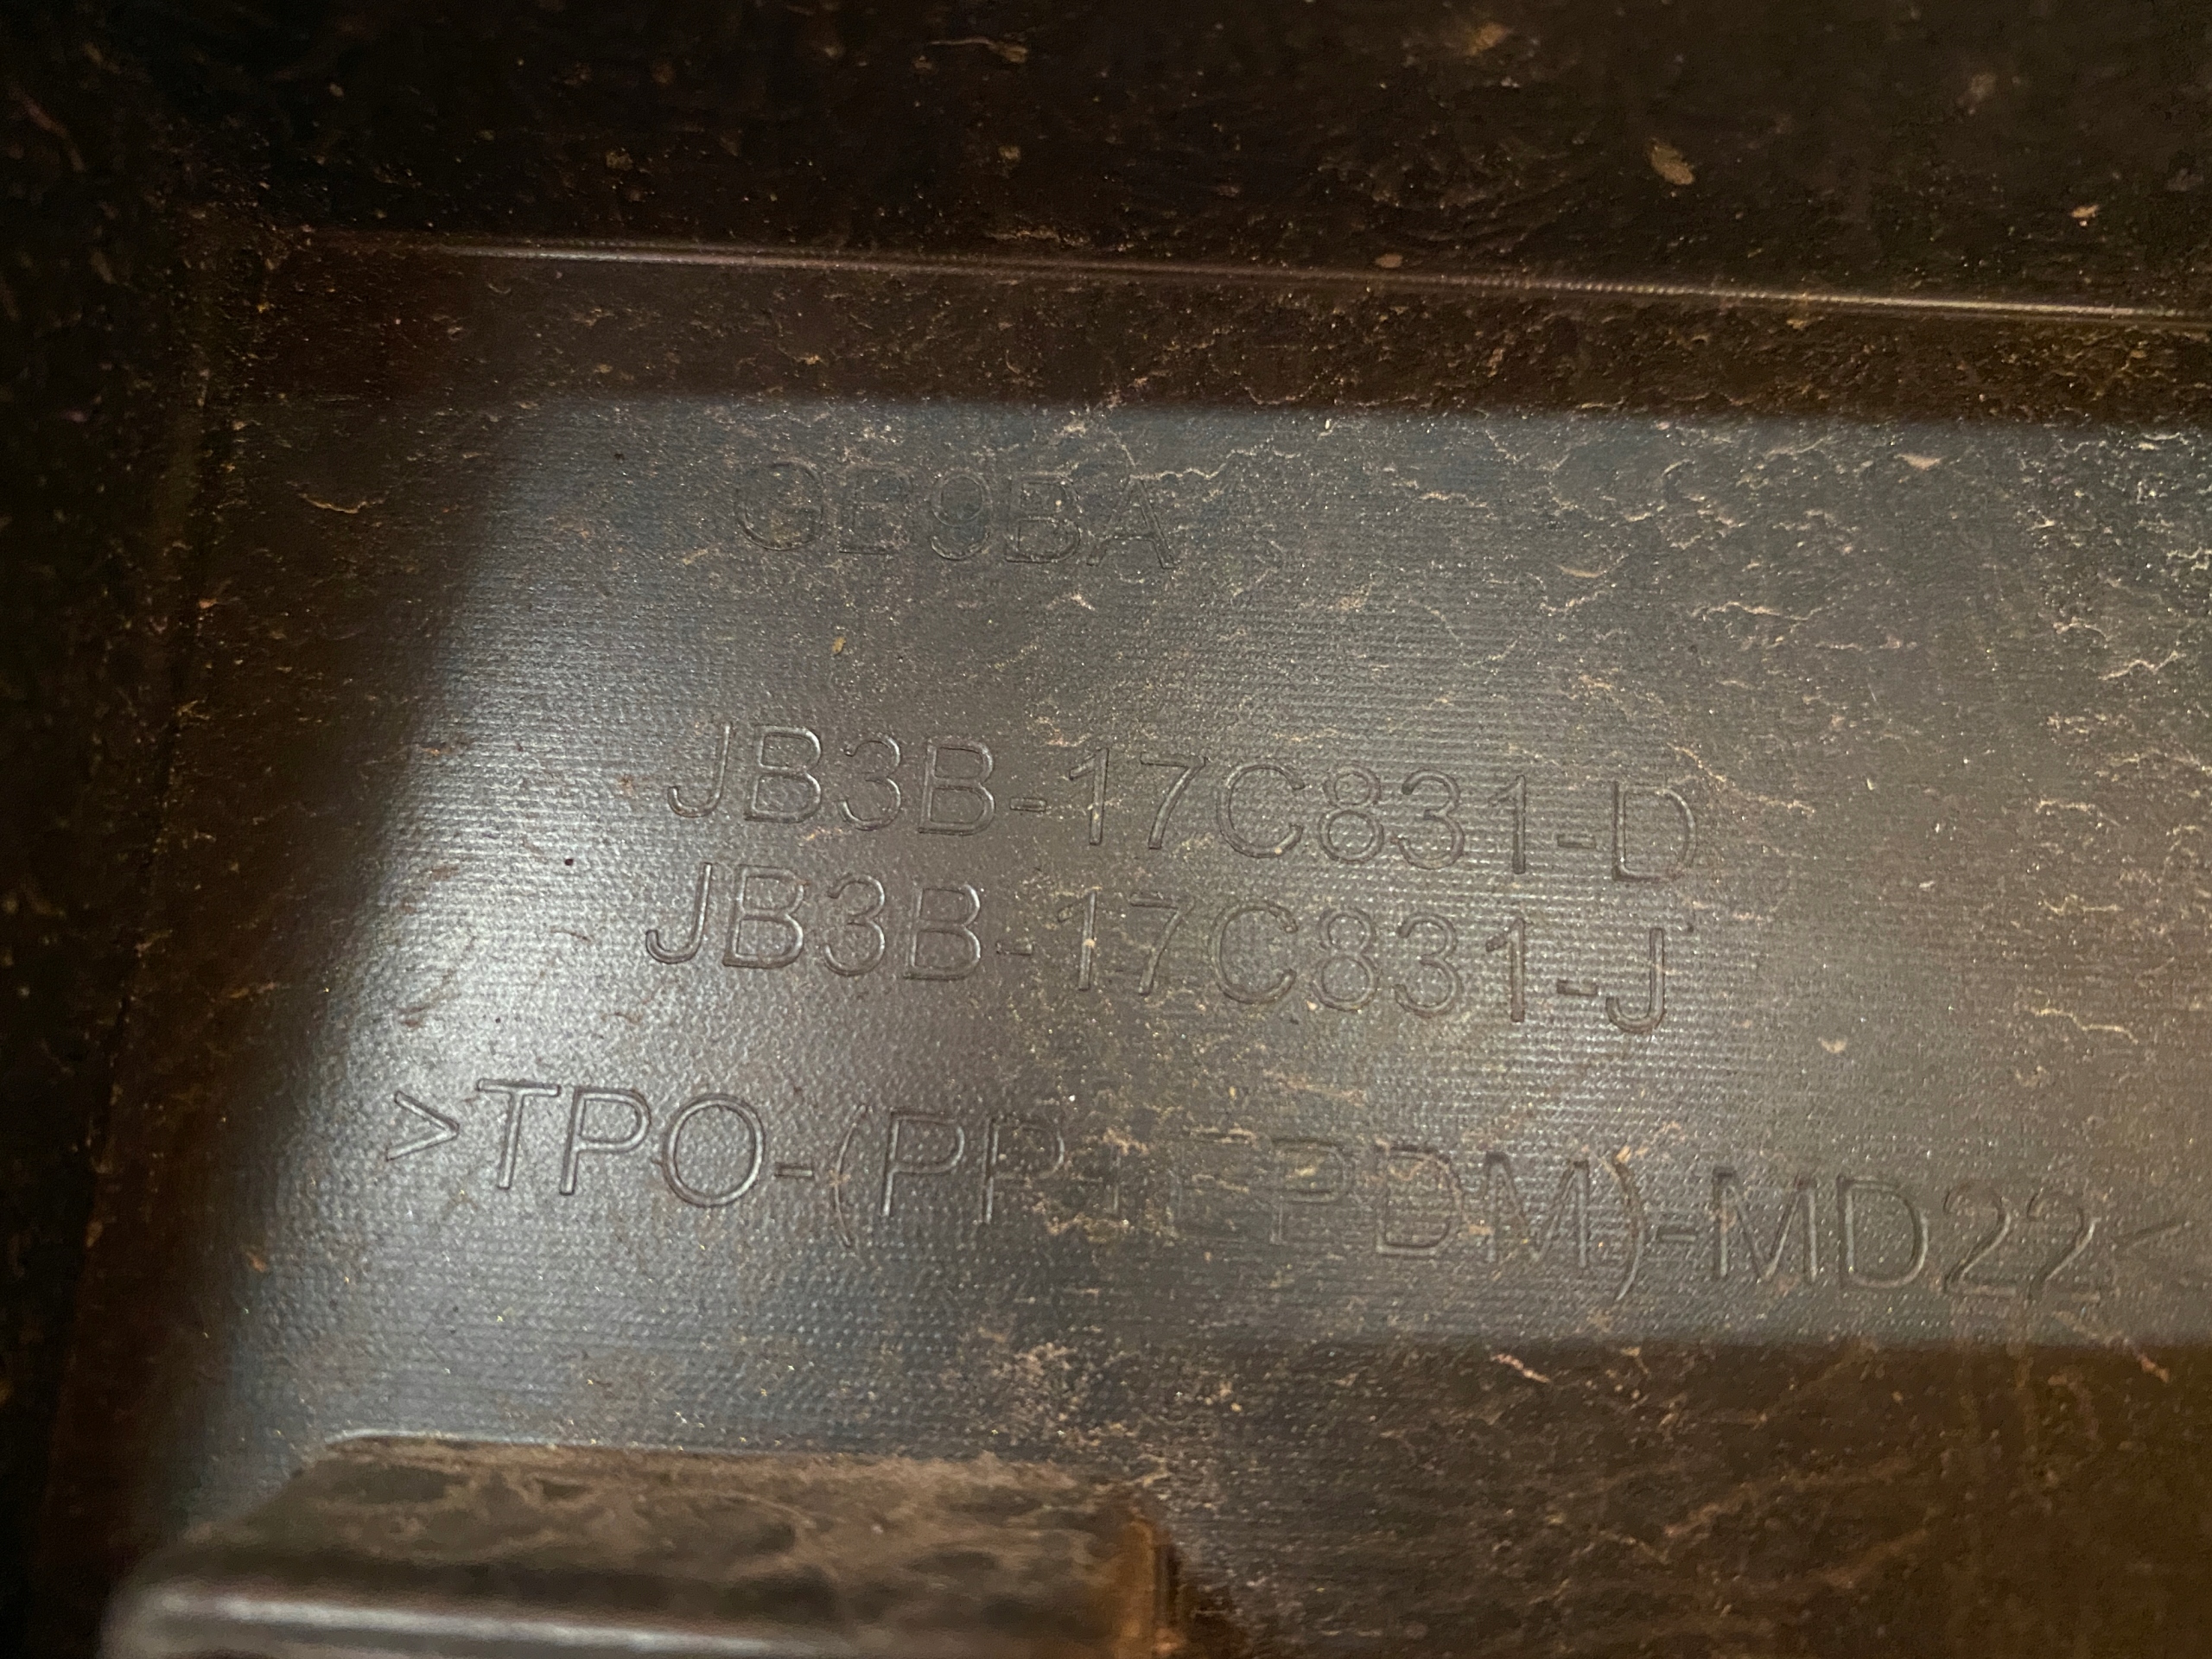 GE9BA
JB3B-17C831-D
JB3B-17C831-J
>TPO-(PP+EPDM)-MD22<